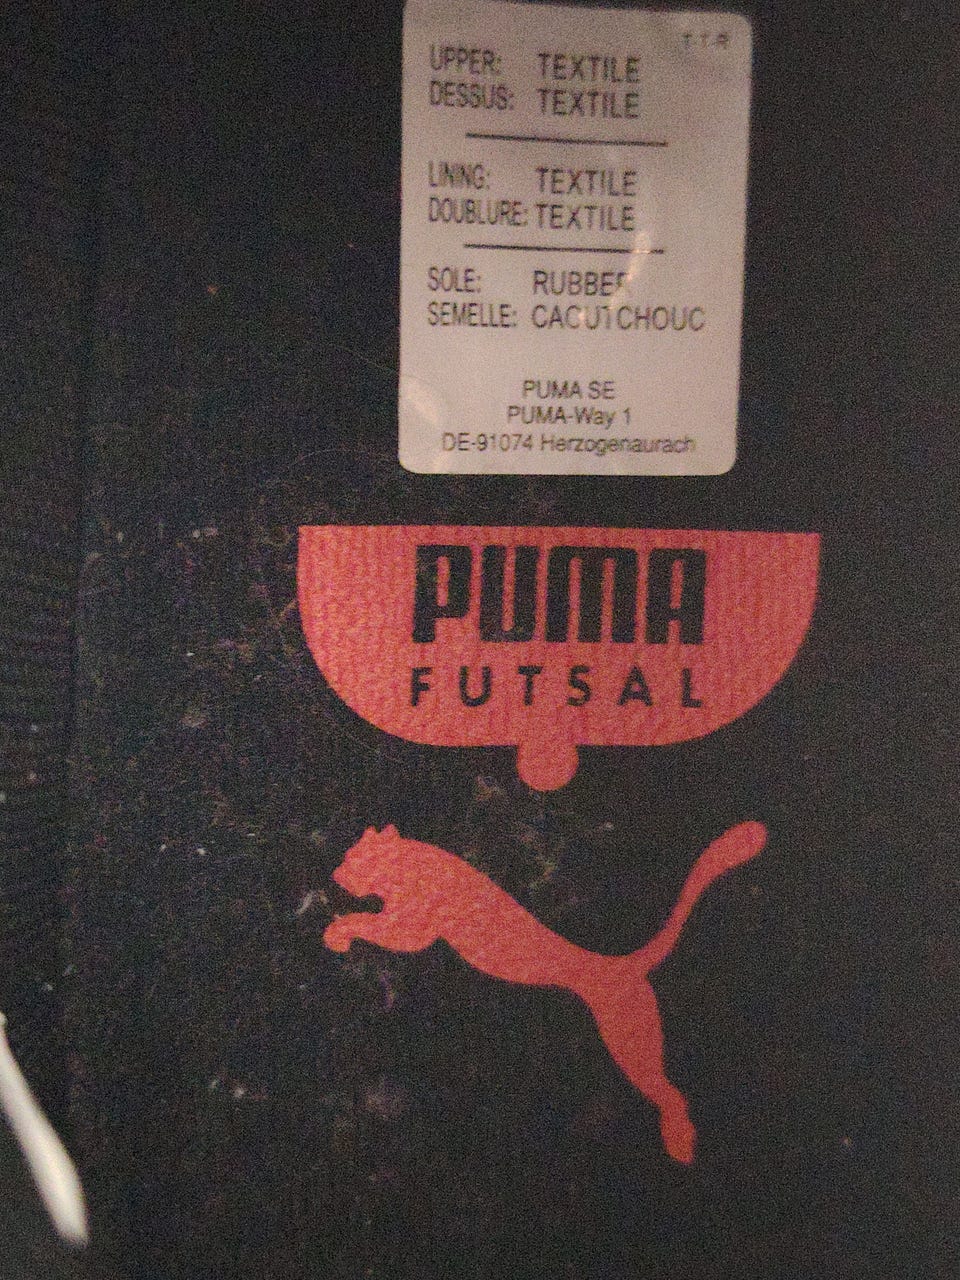 T-T-R
UPPER: TEXTILE
DESSUS: TEXTILE
LINING: TEXTILE
DOUBLURE: TEXTILE
SOLE: RUBBER
SEMELLE: CAOUTCHOUC
PUMA SE
PUMA-Way 1
DE-91074 Herzogenaurach
PUMA
FUTSAL